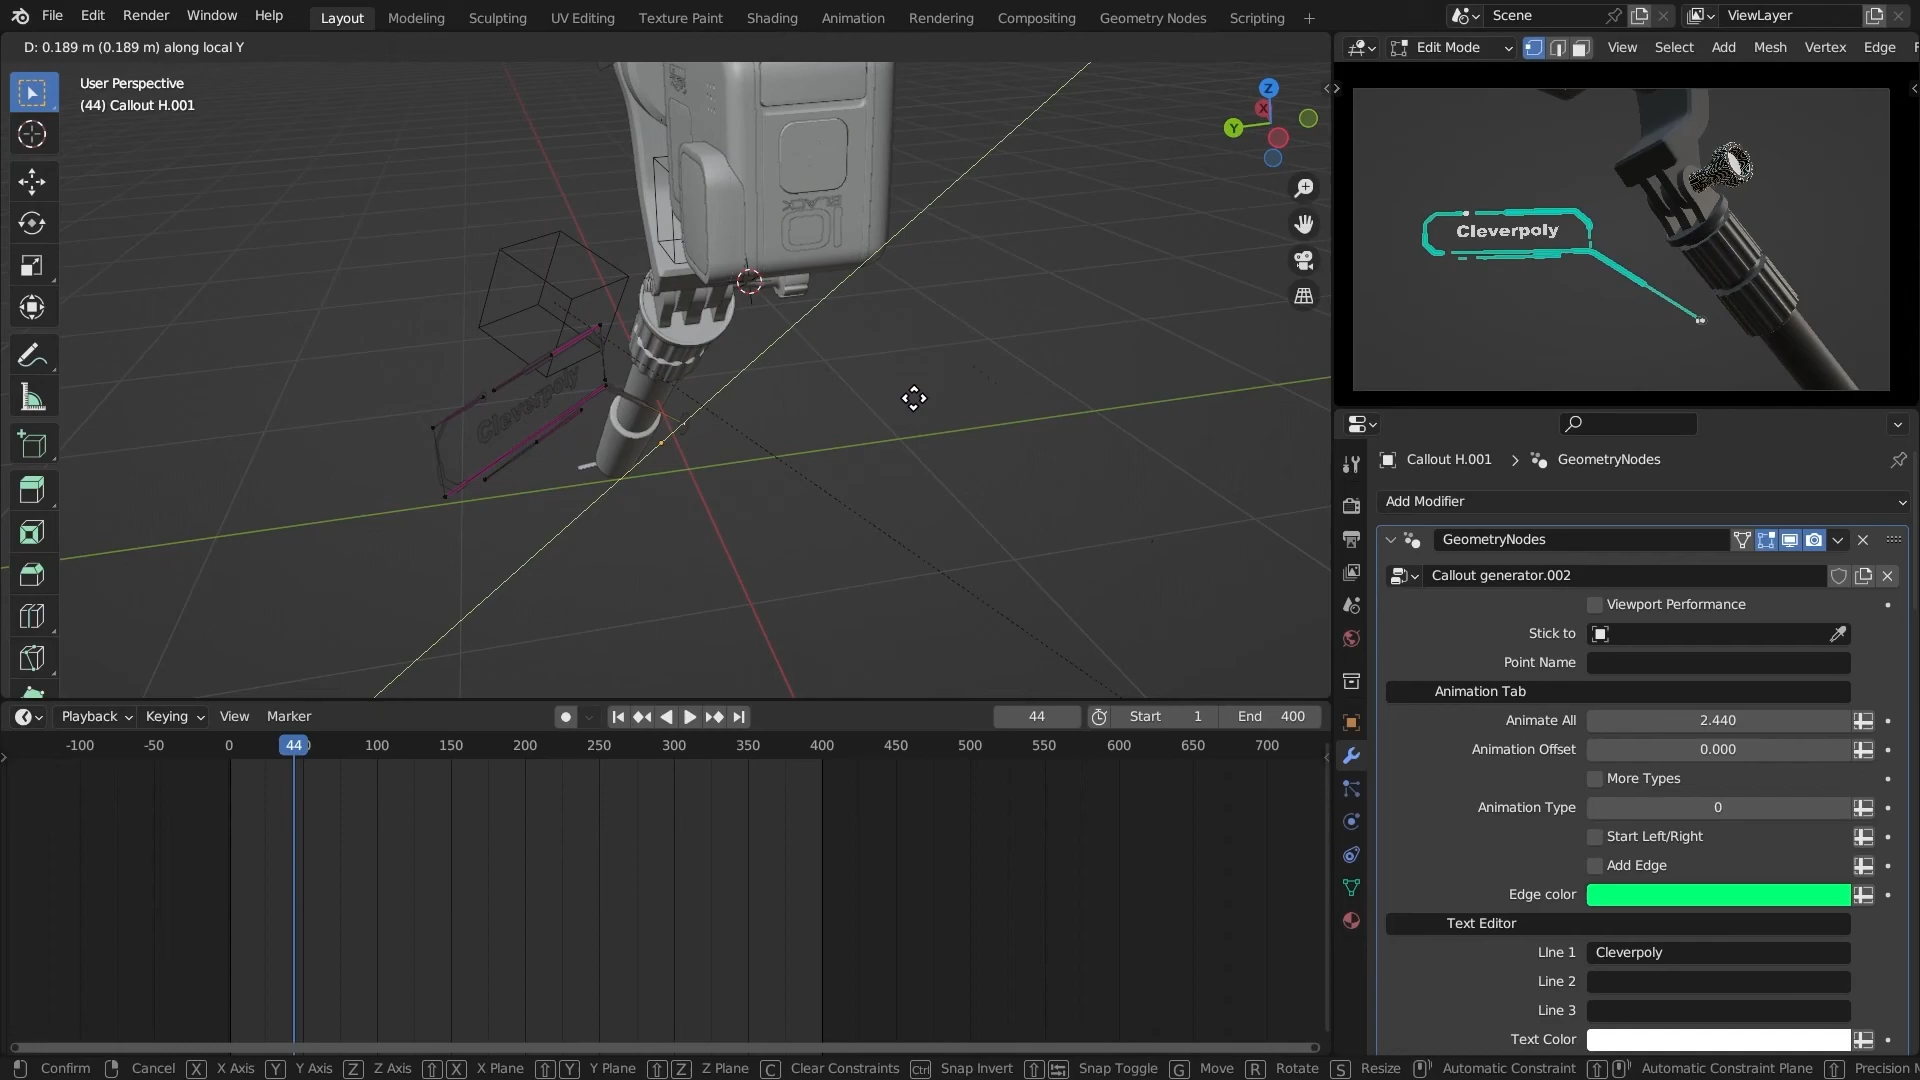 File Edit Render Window Help
Layout Modeling Sculpting UV Editing Texture Paint Shading Animation Rendering Compositing Geometry Nodes Scripting
Scene
ViewLayer
D: 0.189 m (0.189 m) along local Y
Edit Mode
View Select Add Mesh Vertex Edge
User Perspective
(44) Callout H.001
Z
X
Y
BLACK
10
Cleverpoly
Cleverpoly
Callout H.001 > GeometryNodes
Add Modifier
GeometryNodes
Callout generator.002
Viewport Performance
Stick to
Point Name
Animation Tab
Animate All 2.440
Animation Offset 0.000
More Types
Animation Type 0
Start Left/Right
Add Edge
Edge color
Text Editor
LIne 1 Cleverpoly
Line 2
Line 3
Text Color
Playback Keying View Marker
44
Start 1
End 400
-100 -50 0 44 100 150 200 250 300 350 400 450 500 550 600 650 700
Confirm Cancel X X Axis Y Y Axis Z Z Axis X X Plane Y Y Plane Z Z Plane C Clear Constraints Ctrl Snap Invert Snap Toggle G Move R Rotate S Resize Automatic Constraint Automatic Constraint Plane Precision